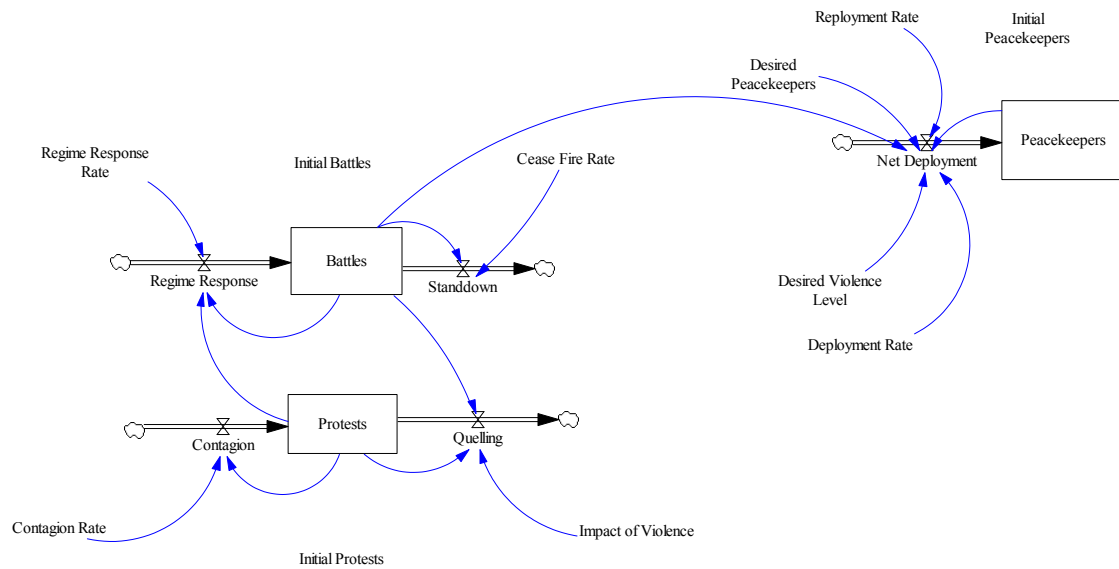 Reployment Rate
Initial
Peacekeepers
Desired
Peacekeepers
Peacekeepers
Net Deployment
Regime Response
Rate
Initial Battles
Cease Fire Rate
Battles
Regime Response
Standdown
Desired Violence
Level
Deployment Rate
Protests
Contagion
Quelling
Contagion Rate
Impact of Violence
Initial Protests